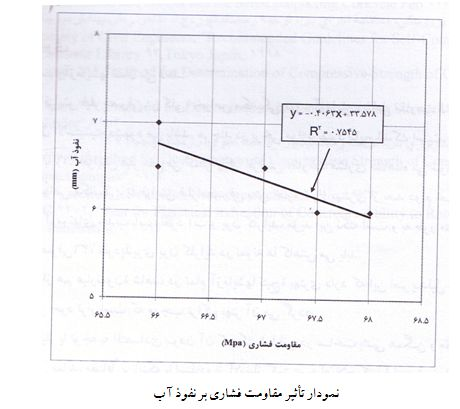 ۸
۷
۶
۵
نفوذ آب (mm)
y = -۰.۴۰۶۳x + ۳۳.۵۷۸
R² = ۰.۷۵۴۵
۶۵.۵ ۶۶ ۶۶.۵ ۶۷ ۶۷.۵ ۶۸ ۶۸.۵
مقاومت فشاری (Mpa)
نمودار تأثیر مقاومت فشاری بر نفوذ آب